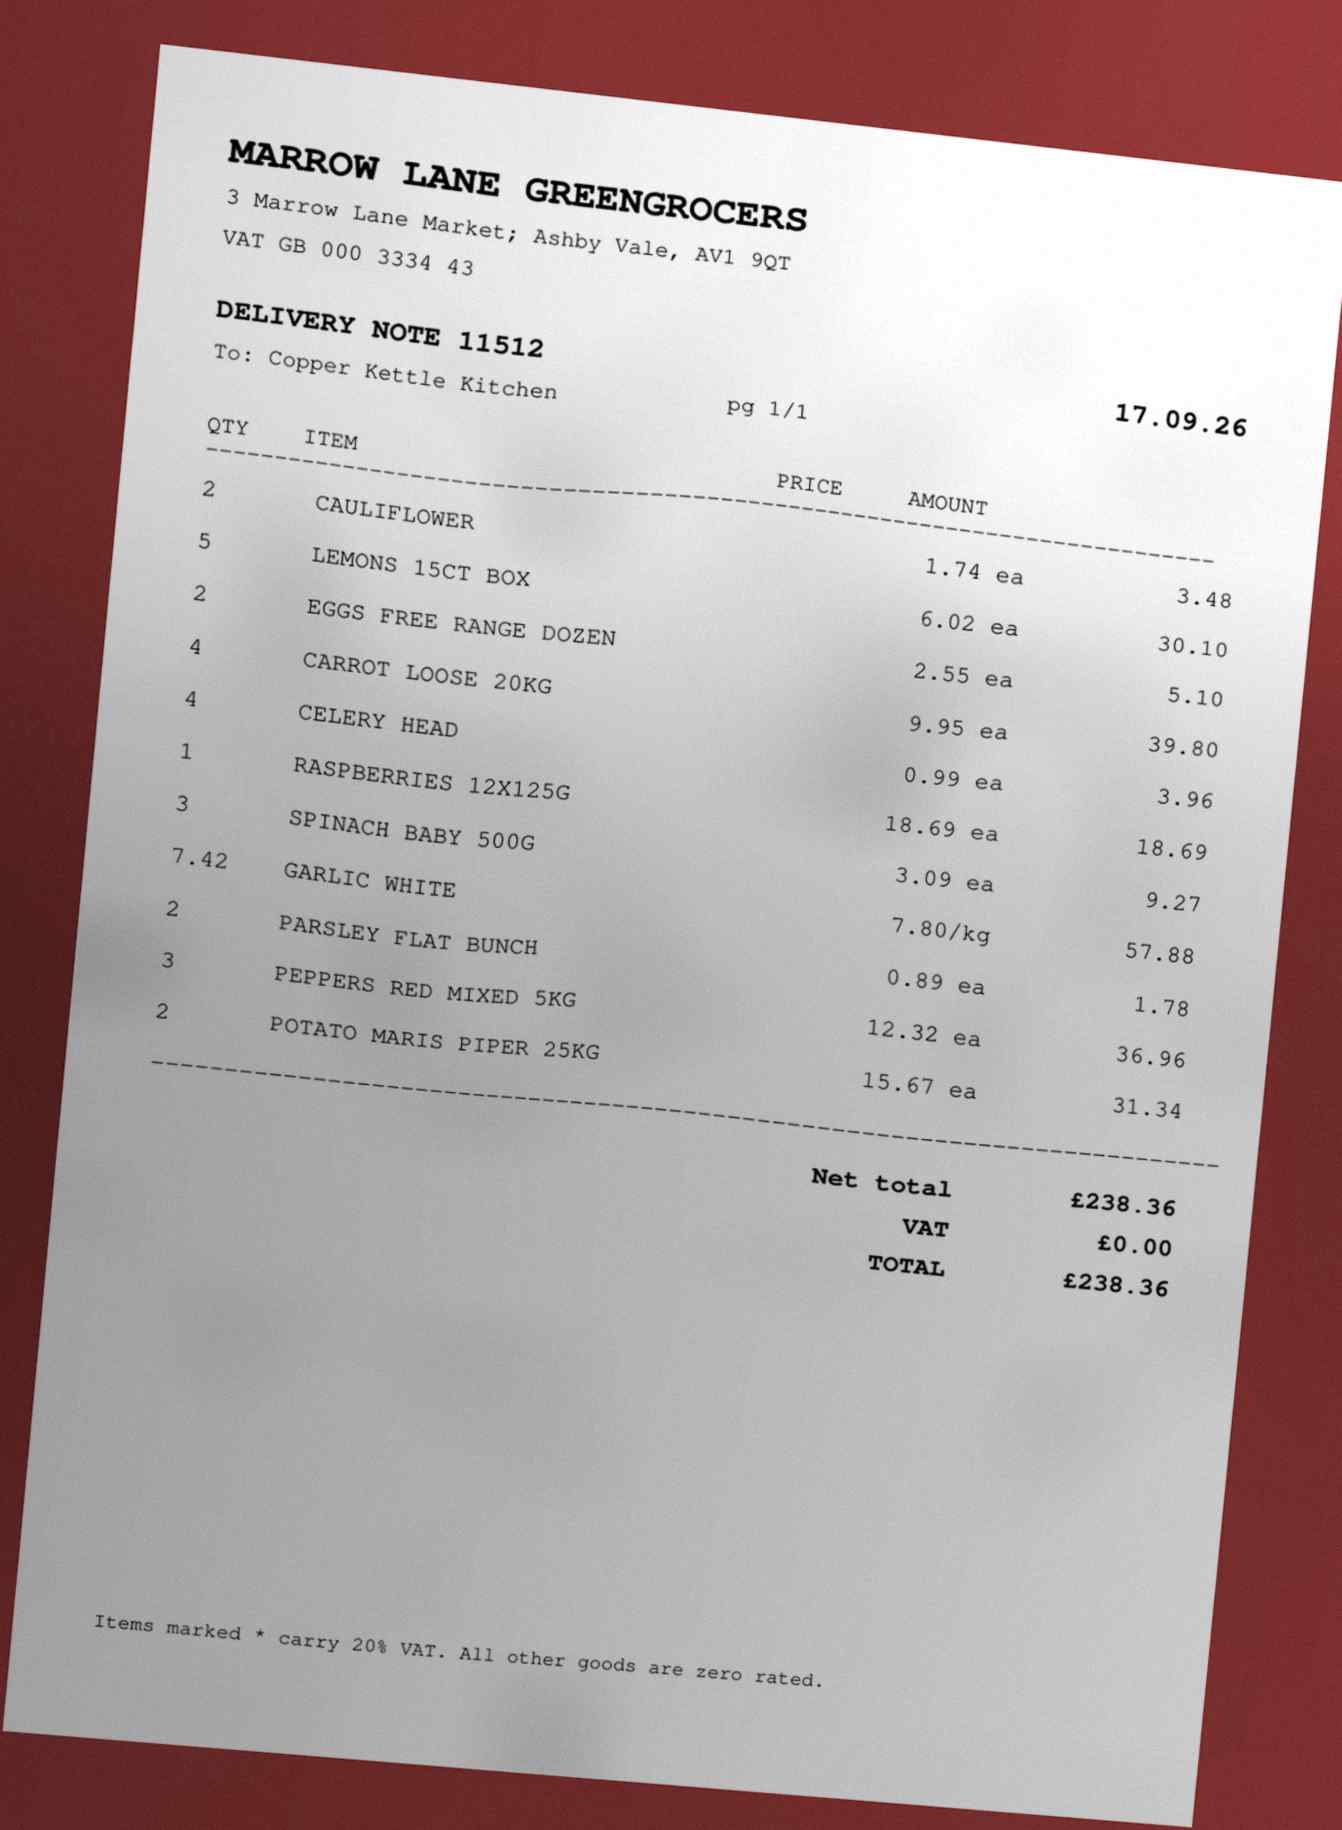 MARROW LANE GREENGROCERS
3 Marrow Lane Market; Ashby Vale, AV1 9QT
VAT GB 000 3334 43
DELIVERY NOTE 11512
To: Copper Kettle Kitchen pg 1/1 17.09.26
QTY ITEM PRICE AMOUNT
2 CAULIFLOWER 1.74 ea 3.48
5 LEMONS 15CT BOX 6.02 ea 30.10
2 EGGS FREE RANGE DOZEN 2.55 ea 5.10
4 CARROT LOOSE 20KG 9.95 ea 39.80
4 CELERY HEAD 0.99 ea 3.96
1 RASPBERRIES 12X125G 18.69 ea 18.69
3 SPINACH BABY 500G 3.09 ea 9.27
7.42 GARLIC WHITE 7.80/kg 57.88
2 PARSLEY FLAT BUNCH 0.89 ea 1.78
3 PEPPERS RED MIXED 5KG 12.32 ea 36.96
2 POTATO MARIS PIPER 25KG 15.67 ea 31.34
Net total £238.36
VAT £0.00
TOTAL £238.36
Items marked * carry 20% VAT. All other goods are zero rated.